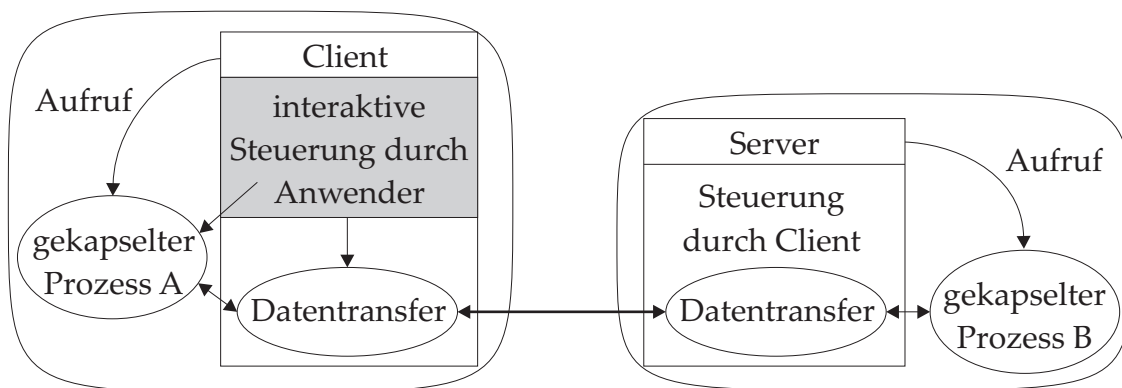 Client
Aufruf
interaktive
Steuerung durch
Anwender
gekapselter
Prozess A
Datentransfer
Server
Aufruf
Steuerung
durch Client
Datentransfer
gekapselter
Prozess B